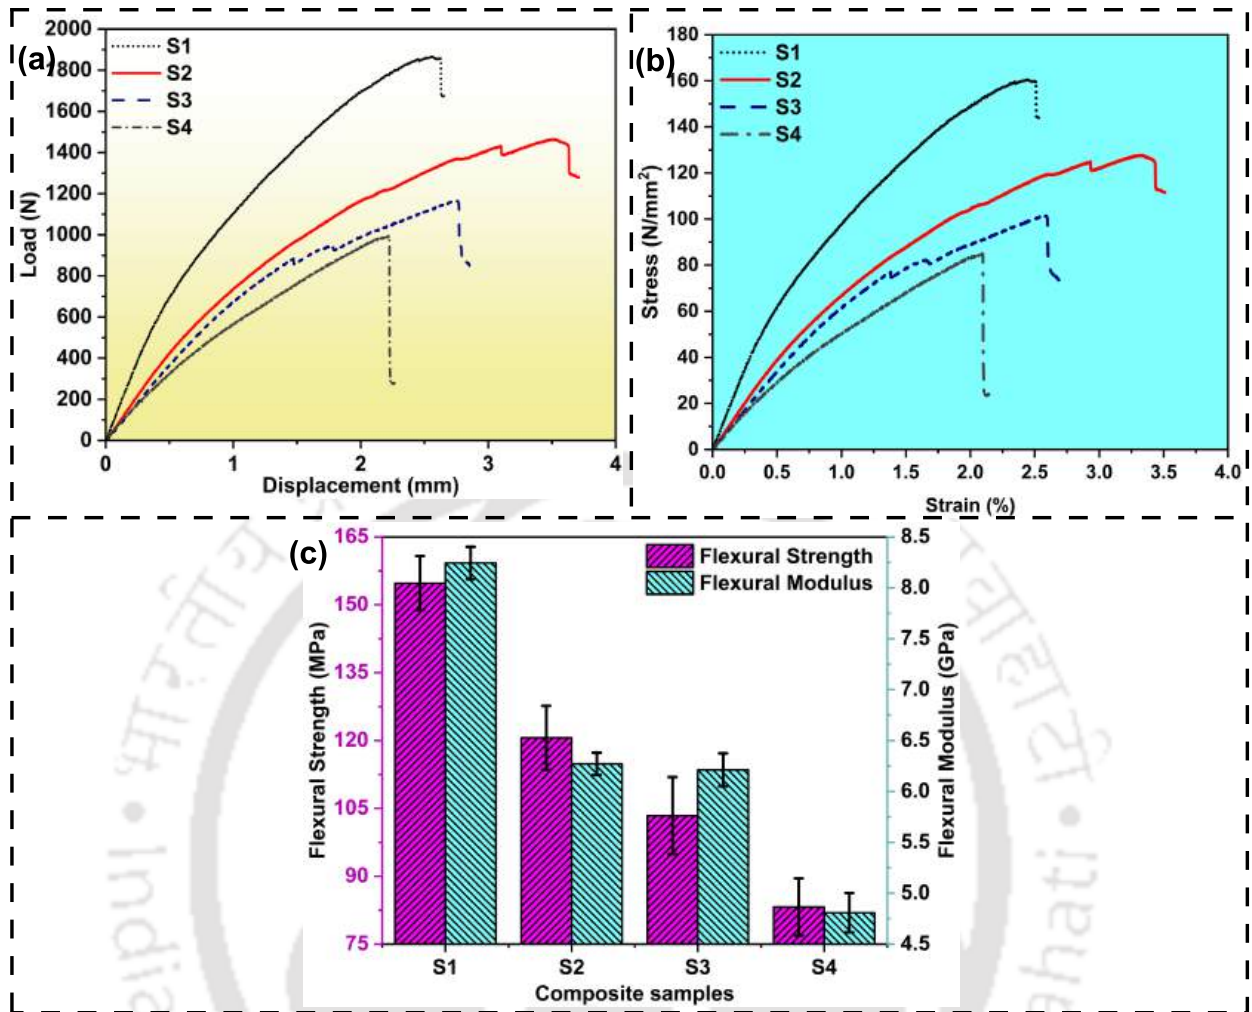 (a)
2000
1800
1600
1400
1200
1000
800
600
400
200
0
Load (N)
S1
S2
S3
S4
0 1 2 3 4
Displacement (mm)
(b)
180
160
140
120
100
80
60
40
20
0
Stress (N/mm²)
S1
S2
S3
S4
0.0 0.5 1.0 1.5 2.0 2.5 3.0 3.5 4.0
Strain (%)
(c)
165
150
135
120
105
90
75
Flexural Strength (MPa)
Flexural Strength
Flexural Modulus
8.5
8.0
7.5
7.0
6.5
6.0
5.5
5.0
4.5
Flexural Modulus (GPa)
S1 S2 S3 S4
Composite samples
India
ahati